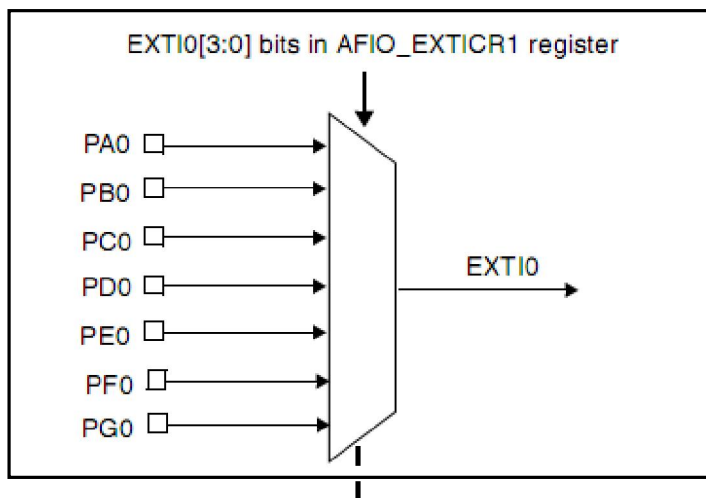 EXTI0[3:0] bits in AFIO_EXTICR1 register
PA0
PB0
PC0
PD0
EXTI0
PE0
PF0
PG0